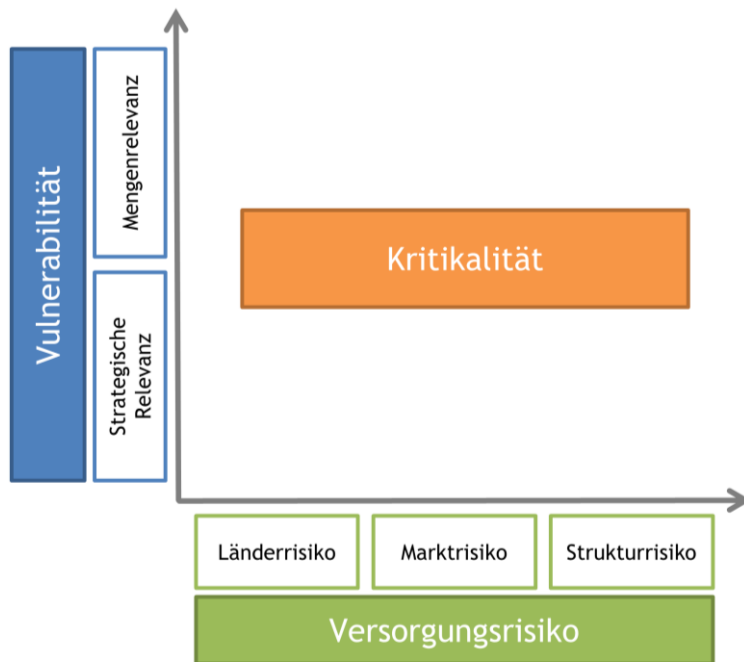 Vulnerabilität
Mengenrelevanz
Strategische
Relevanz
Kritikalität
Länderrisiko
Marktrisiko
Strukturrisiko
Versorgungsrisiko